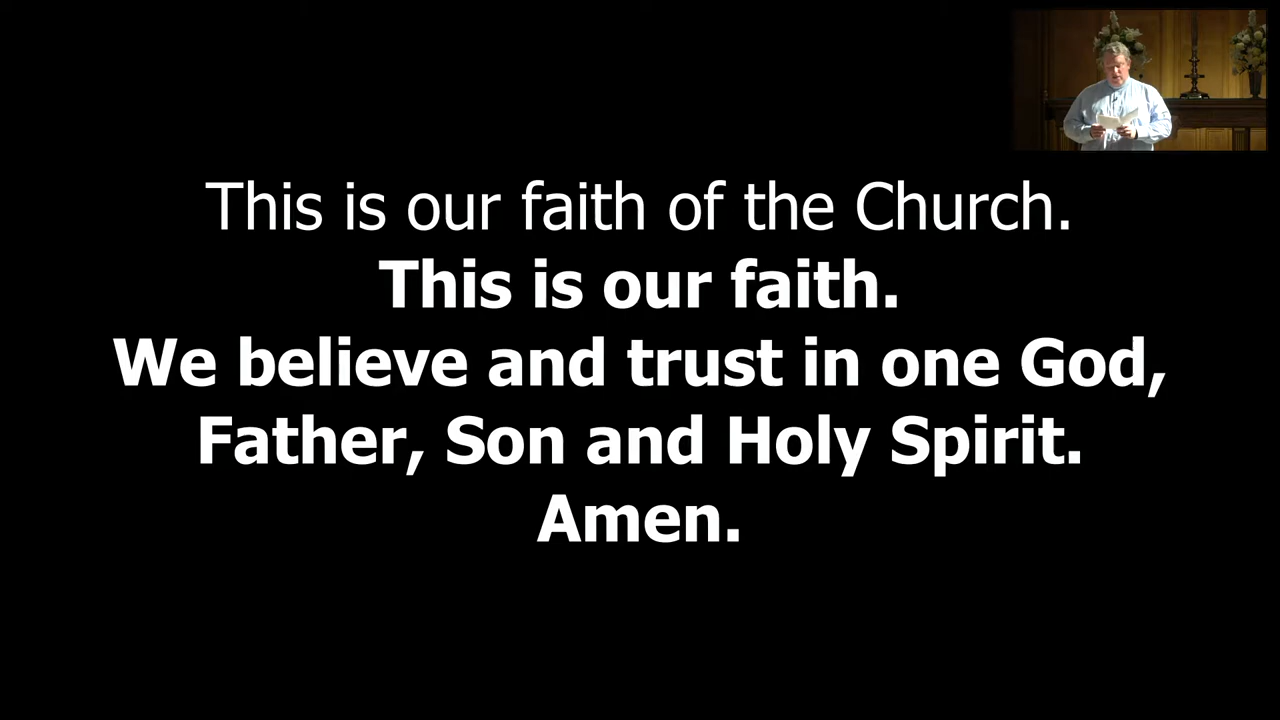 This is our faith of the Church.
This is our faith.
We believe and trust in one God,
Father, Son and Holy Spirit.
Amen.